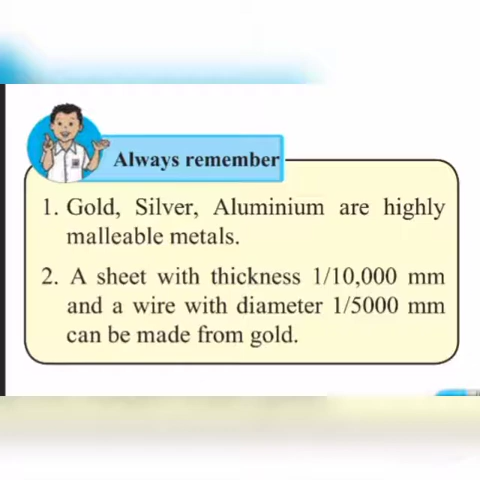 Always remember
1. Gold, Silver, Aluminium are highly
malleable metals.
2. A sheet with thickness 1/10,000 mm
and a wire with diameter 1/5000 mm
can be made from gold.